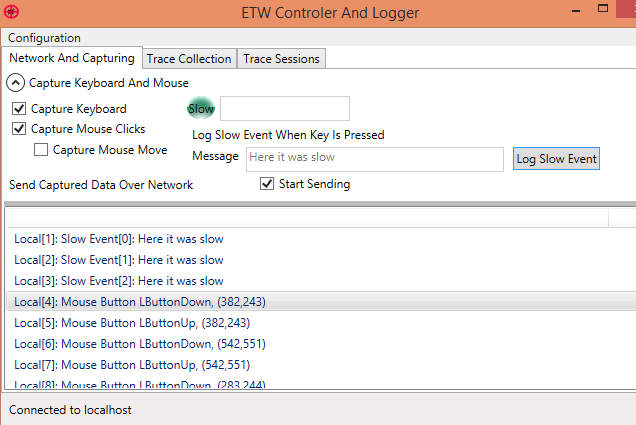 ETW Controler And Logger
Configuration
Network And Capturing Trace Collection Trace Sessions
Capture Keyboard And Mouse
Capture Keyboard Slow
Capture Mouse Clicks
Log Slow Event When Key Is Pressed
Capture Mouse Move
Message Here it was slow Log Slow Event
Send Captured Data Over Network Start Sending
Local[1]: Slow Event[0]: Here it was slow
Local[2]: Slow Event[1]: Here it was slow
Local[3]: Slow Event[2]: Here it was slow
Local[4]: Mouse Button LButtonDown, (382,243)
Local[5]: Mouse Button LButtonUp, (382,243)
Local[6]: Mouse Button LButtonDown, (542,551)
Local[7]: Mouse Button LButtonUp, (542,551)
Local[8]: Mouse Button LButtonDown, (283,244)
Connected to localhost